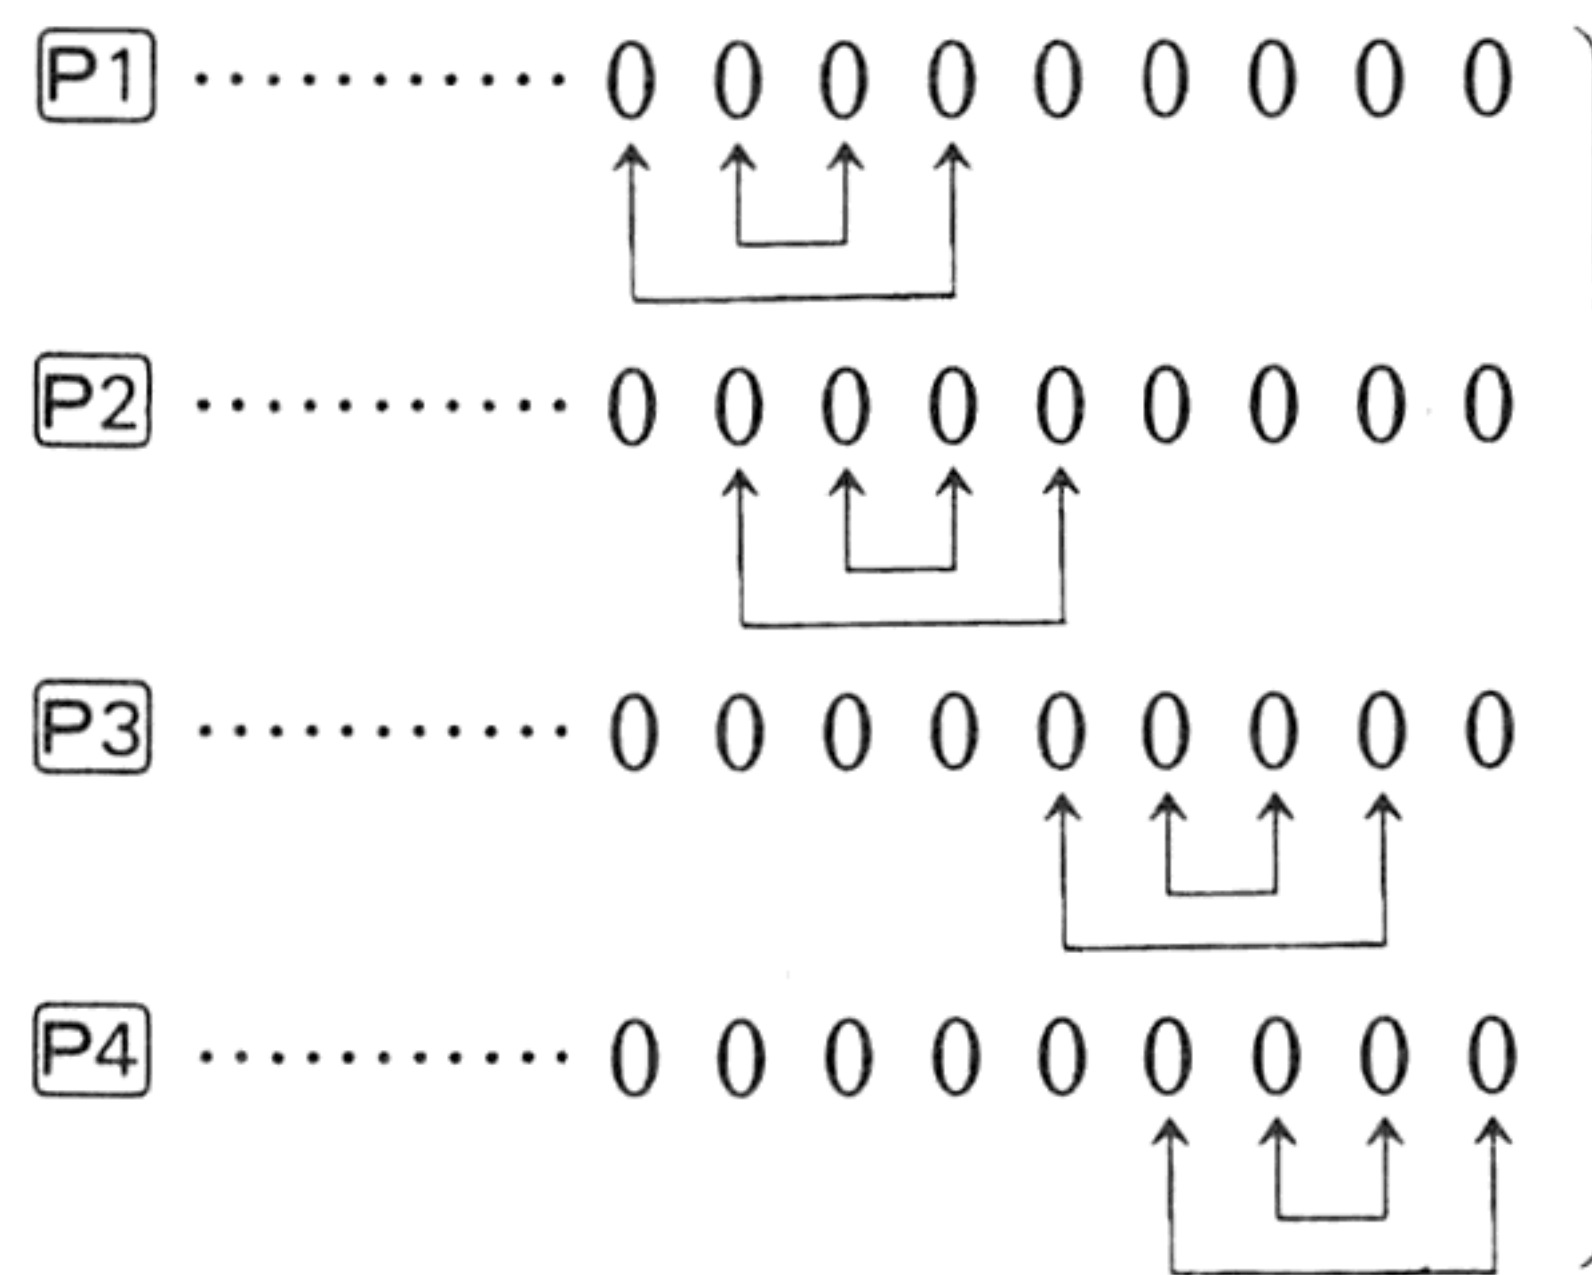 P1 ........... 0 0 0 0 0 0 0 0 0
P2 ........... 0 0 0 0 0 0 0 0 0
P3 ........... 0 0 0 0 0 0 0 0 0
P4 ........... 0 0 0 0 0 0 0 0 0